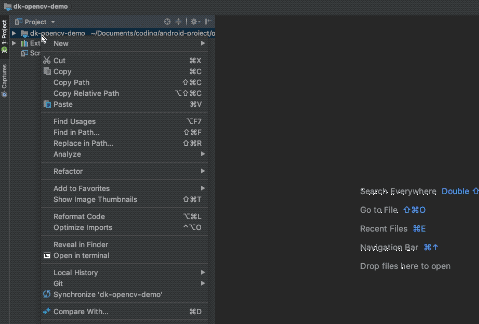 dk-opencv-demo
Project
dk-opencv-demo ~/Documents/coding/android-project/o
Ext
Scr
1: Project
Captures
New
Cut ⌘X
Copy ⌘C
Copy Path ⇧⌘C
Copy Relative Path ⌥⇧⌘C
Paste ⌘V
Find Usages ⌥F7
Find in Path... ⇧⌘F
Replace in Path... ⇧⌘R
Analyze
Refactor
Add to Favorites
Show Image Thumbnails ⇧⌘T
Reformat Code ⌥⌘L
Optimize Imports ⌃⌥O
Reveal in Finder
Open in terminal
Local History
Git
Synchronize 'dk-opencv-demo'
Compare With... ⌘D
Search Everywhere Double ⇧
Go to File ⇧⌘O
Recent Files ⌘E
Navigation Bar ⌘↑
Drop files here to open